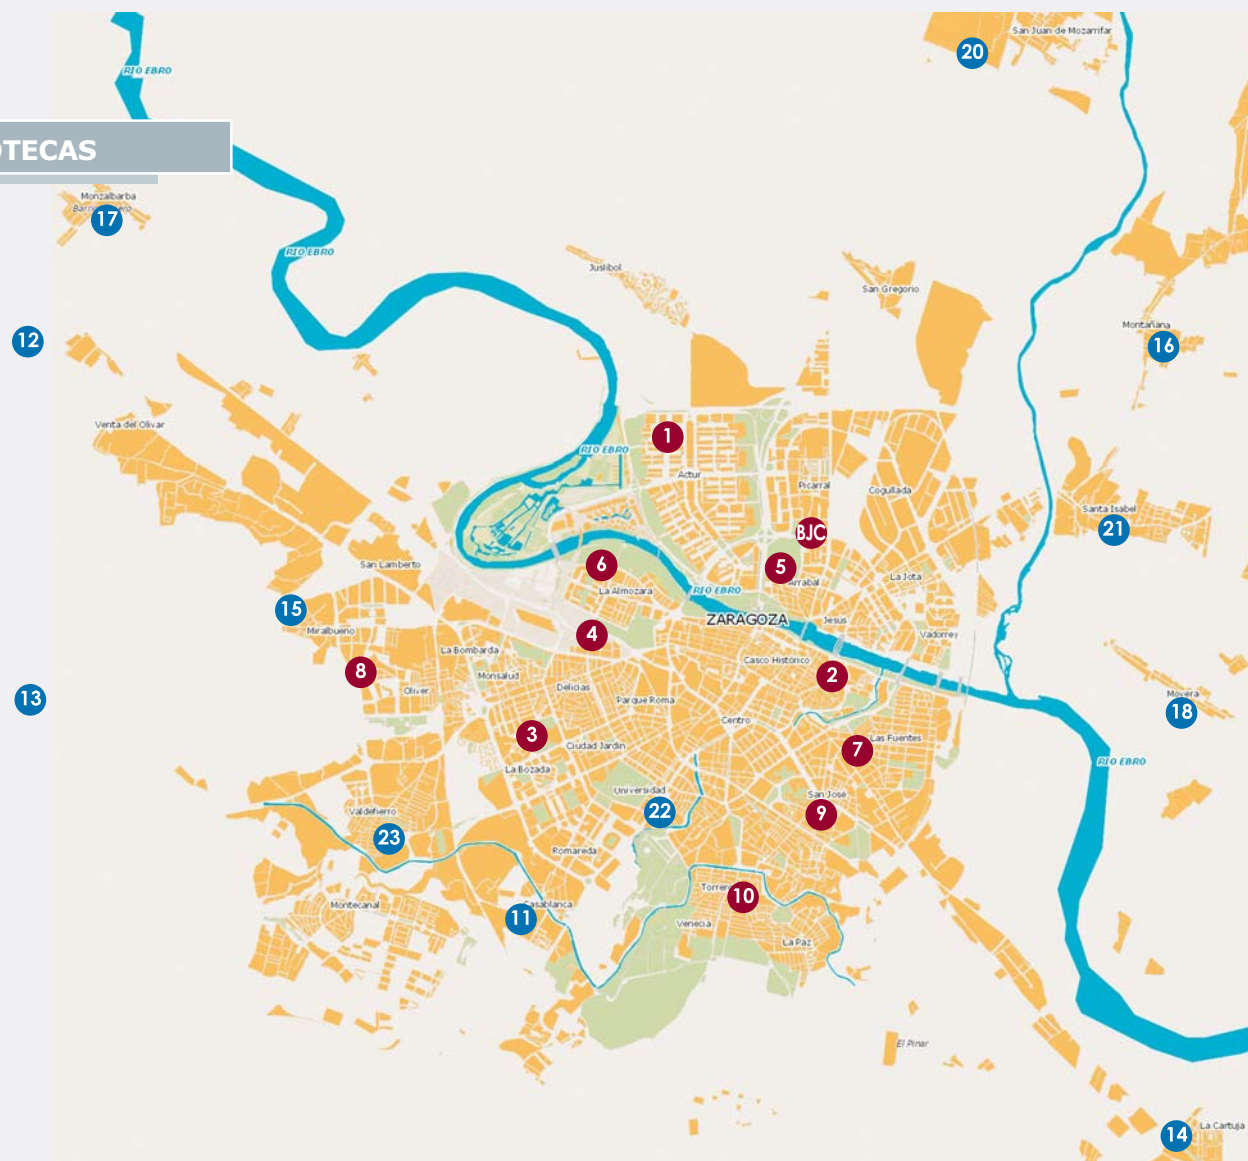 San Juan de Mozarrifar
20
RIO EBRO
OTECAS
Monzalbarba
17
RIO EBRO
Juslibol
San Gregorio
Montañana
16
12
Venta del Olivar
1
RIO EBRO
Actur
Picarral
Cogullada
Santa Isabel
21
BJC
San Lamberto
6
5
Arrabal
La Jota
La Almozara
RIO EBRO
15
Miralbueno
4
ZARAGOZA
Jesus
Vadorrey
La Bombarda
Casco Histórico
2
8
Oliver
Monsalud
Delicias
Parque Roma
13
Movera
18
Centro
3
Ciudad Jardin
Las Fuentes
7
La Bozada
RIO EBRO
Universidad
22
San José
9
Valdefierro
23
Romareda
Montecanal
Casablanca
11
10
Venecia
La Paz
El Pinar
La Cartuja
14